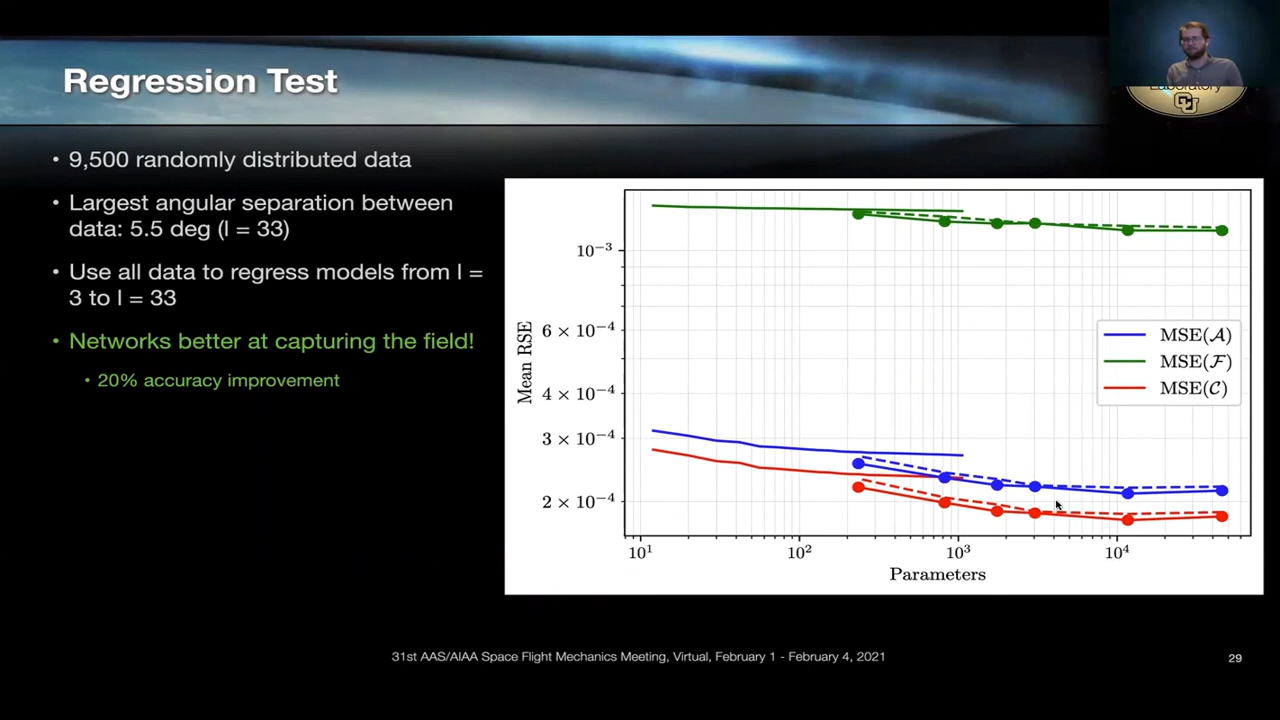 Regression Test
Laboratory
• 9,500 randomly distributed data
• Largest angular separation between
data: 5.5 deg (l = 33)
• Use all data to regress models from l =
3 to l = 33
• Networks better at capturing the field!
• 20% accuracy improvement
Mean RSE
10⁻³
6 × 10⁻⁴
4 × 10⁻⁴
3 × 10⁻⁴
2 × 10⁻⁴
MSE(𝒜)
MSE(ℱ)
MSE(𝒞)
10¹ 10² 10³ 10⁴
Parameters
31st AAS/AIAA Space Flight Mechanics Meeting, Virtual, February 1 - February 4, 2021
29